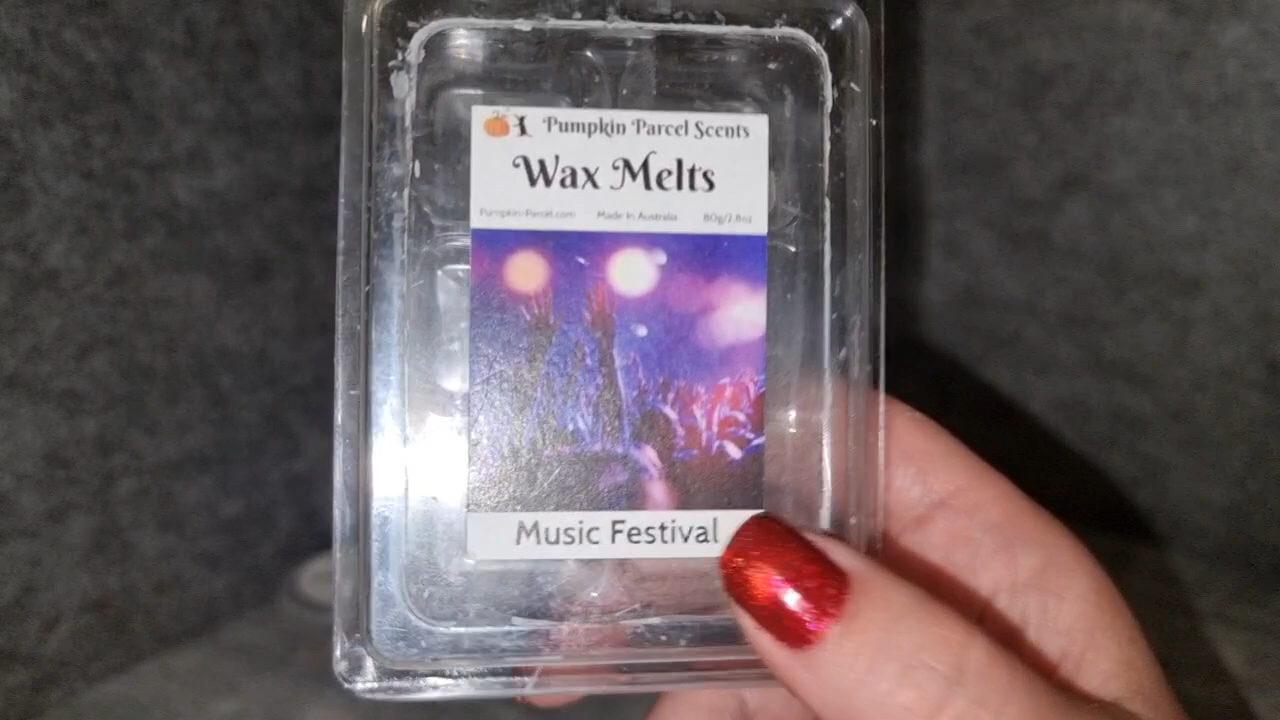 Pumpkin Parcel Scents
Wax Melts
Pumpkin-Parcel.com Made In Australia 80g/2.8oz
Music Festival